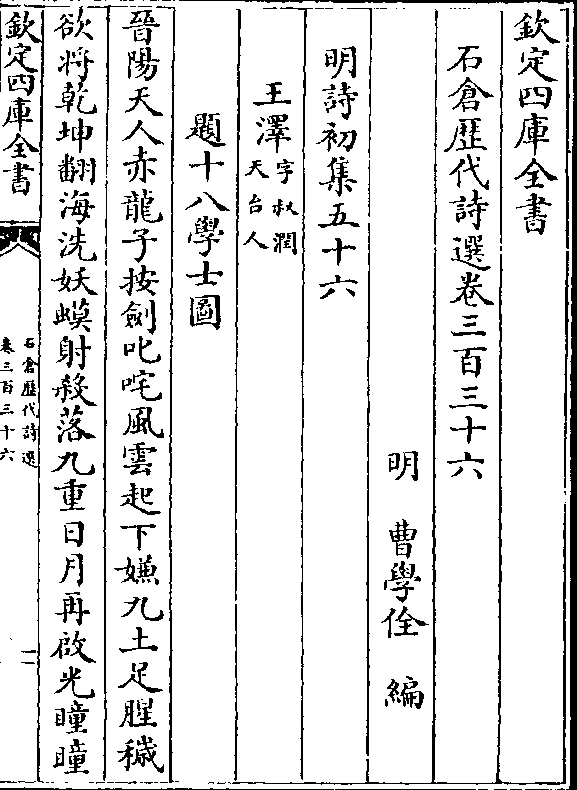 欽定四庫全書
石倉歴代詩選卷三百三十六
明 曹學佺 編
明詩初集五十六
王澤字叔潤
天台人
題十八學士圖
晉陽天人赤龍子按劍叱咤風雲起下嫌九土足腥穢
欲將乾坤翻海洗妖蟆射殺落九重日月再啟光曈曈
欽定四庫全書
石倉歴代詩選
卷三百三十六
一